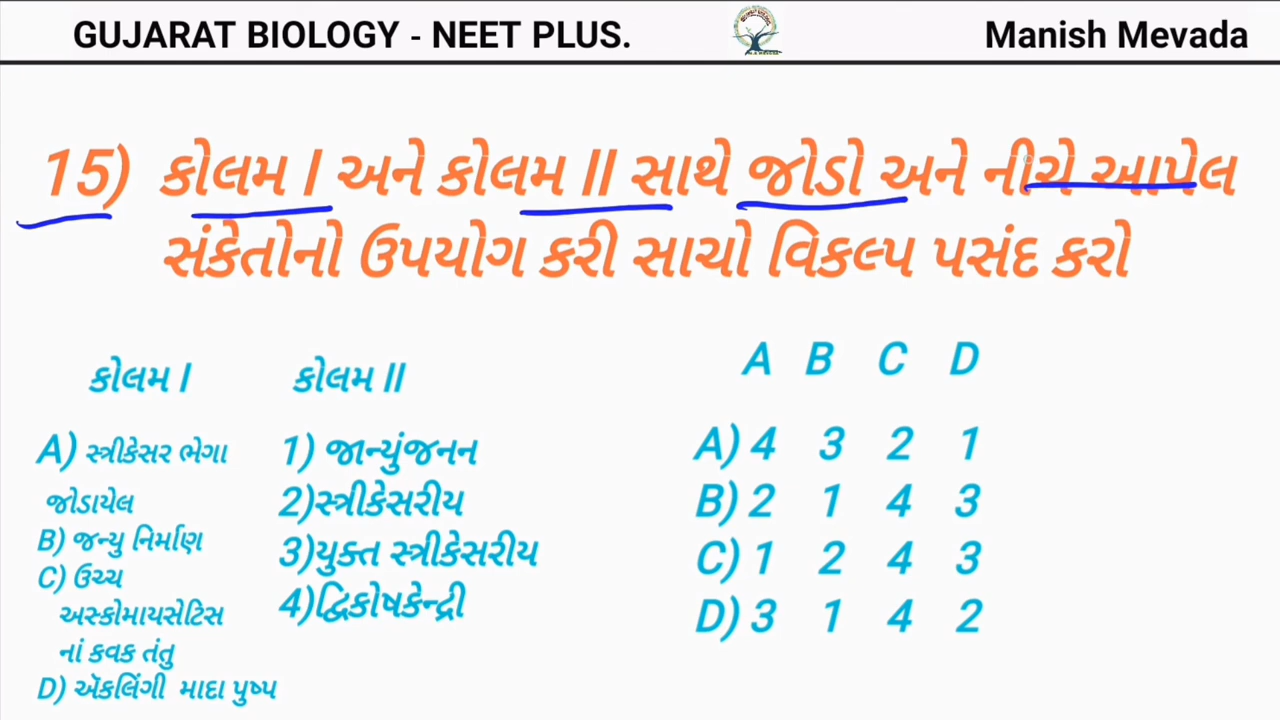 GUJARAT BIOLOGY - NEET PLUS.
Manish Mevada
15) કોલમ I અને કોલમ II સાથે જોડો અને નીચે આપેલ
સંકેતોનો ઉપયોગ કરી સાચો વિકલ્પ પસંદ કરો
કોલમ I
A) સ્ત્રીકેસર ભેગા
જોડાયેલ
B) જન્યુ નિર્માણ
C) ઉચ્ચ
અસ્કોમાયસેટિસ
નાં કવક તંતુ
D) ઍકલિંગી માદા પુષ્પ
કોલમ II
1) જાન્યુંજનન
2)સ્ત્રીકેસરીય
3)યુક્ત સ્ત્રીકેસરીય
4)દ્વિકોષકેન્દ્રી
A B C D
A) 4 3 2 1
B) 2 1 4 3
C) 1 2 4 3
D) 3 1 4 2